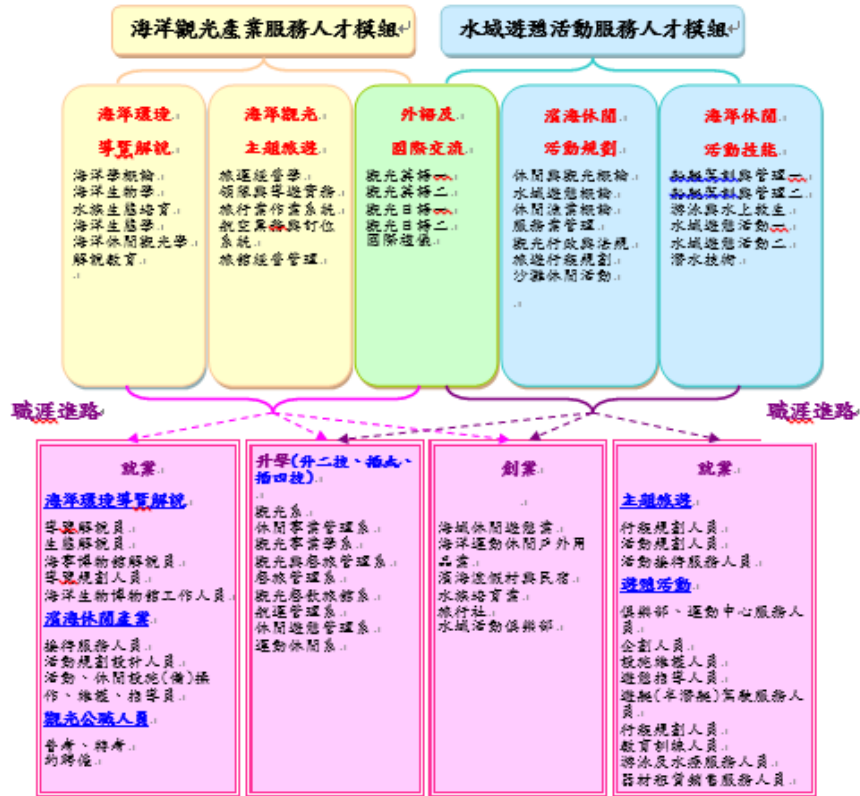 海洋觀光產業服務人才模組
水域遊憩活動服務人才模組
海洋環境
導覽解說
海洋學概論
海洋生物學
水族生態培育
海洋生態學
海洋休閒觀光學
解說教育
海洋觀光
主題旅遊
旅運經營學
領隊與導遊實務
旅行業作業系統
航空票務與訂位
系統
旅館經營管理
外語及
國際交流
觀光英語一
觀光英語二
觀光日語一
觀光日語二
國際禮儀
濱海休閒
活動規劃
休閒與觀光概論
水域遊憩概論
休閒漁業概論
服務業管理
觀光行政與法規
旅遊行程規劃
沙灘休閒活動
海洋休閒
活動技能
船艇駕訓與管理一
船艇駕訓與管理二
游泳與水上救生
水域遊憩活動一
水域遊憩活動二
潛水技術
職涯進路
職涯進路
就業
海洋環境導覽解說
導覽解說員
生態解說員
海事博物館解說員
導覽規劃人員
海洋生物博物館工作人員
濱海休閒產業
接待服務人員
活動規劃設計人員
活動、休閒設施(備)操
作、維護、指導員
觀光公職人員
普考、特考
約聘僱
升學(升二技、插大、
插四技)
觀光系
休閒事業管理系
觀光事業學系
觀光與餐旅管理系
餐旅管理系
觀光餐飲旅館系
航運管理系
休閒遊憩管理系
運動休閒系
創業
海域休閒遊憩業
海洋運動休閒戶外用
品業
濱海渡假村與民宿
水族培育業
旅行社
水域活動俱樂部
就業
主題旅遊
行程規劃人員
活動規劃人員
活動接待服務人員
遊憩活動
俱樂部、運動中心服務人
員
企劃人員
設施維護人員
遊憩指導人員
遊艇(半潛艇)駕駛服務人
員
行程規劃人員
教育訓練人員
游泳及水療服務人員
器材租賃銷售服務人員